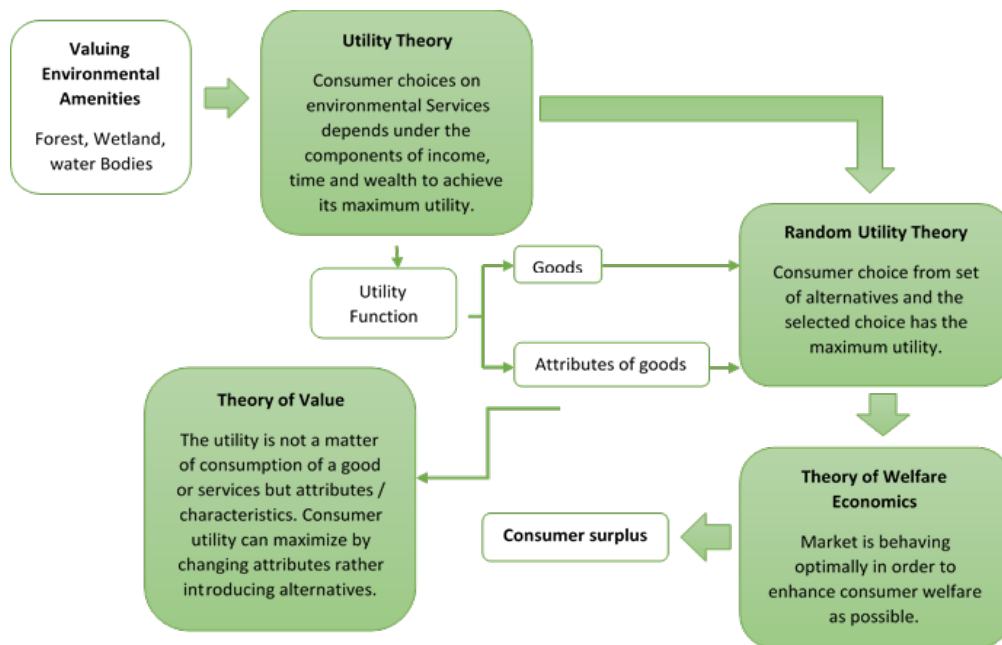 Valuing
Environmental
Amenities
Forest, Wetland,
water Bodies
Utility Theory
Consumer choices on
environmental Services
depends under the
components of income,
time and wealth to achieve
its maximum utility.
Utility
Function
Goods
Attributes of goods
Random Utility Theory
Consumer choice from set
of alternatives and the
selected choice has the
maximum utility.
Theory of Value
The utility is not a matter
of consumption of a good
or services but attributes /
characteristics. Consumer
utility can maximize by
changing attributes rather
introducing alternatives.
Theory of Welfare
Economics
Market is behaving
optimally in order to
enhance consumer welfare
as possible.
Consumer surplus